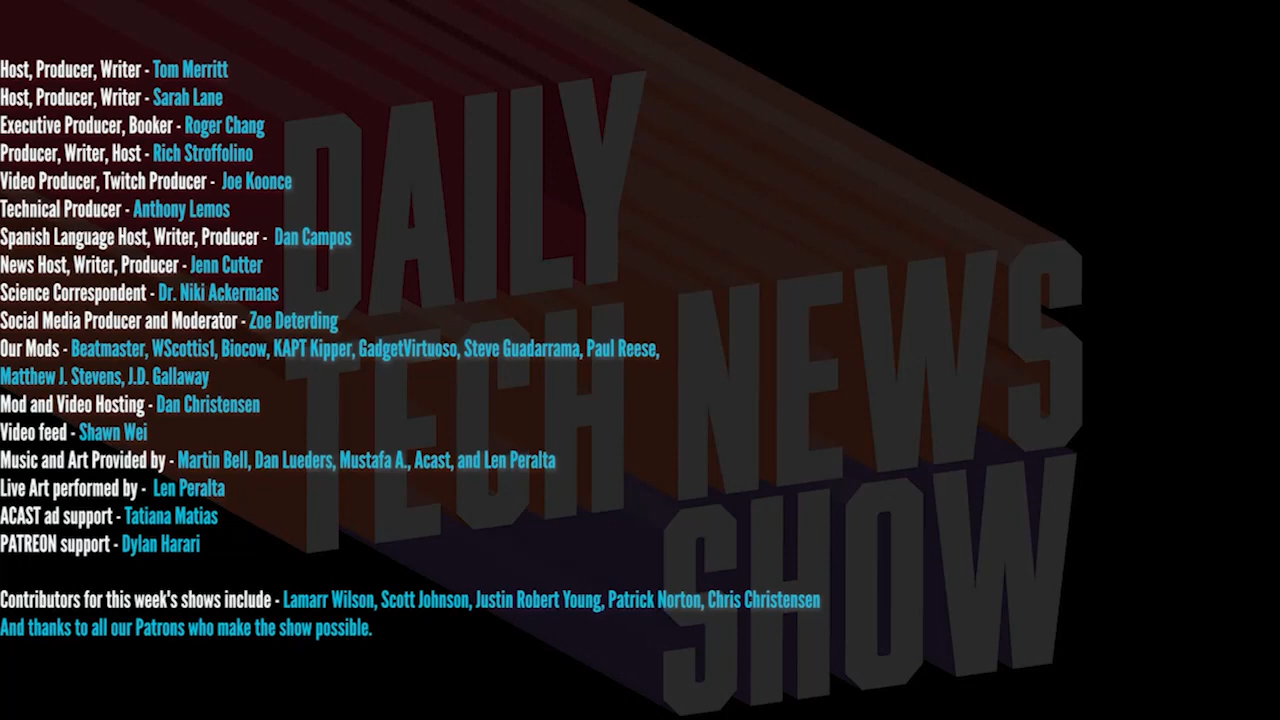 Host, Producer, Writer - Tom Merritt
Host, Producer, Writer - Sarah Lane
Executive Producer, Booker - Roger Chang
Producer, Writer, Host - Rich Stroffolino
Video Producer, Twitch Producer - Joe Koonce
Technical Producer - Anthony Lemos
Spanish Language Host, Writer, Producer - Dan Campos
News Host, Writer, Producer - Jenn Cutter
Science Correspondent - Dr. Niki Ackermans
Social Media Producer and Moderator - Zoe Deterding
Our Mods - Beatmaster, WScottis1, Biocow, KAPT Kipper, GadgetVirtuoso, Steve Guadarrama, Paul Reese,
Matthew J. Stevens, J.D. Gallaway
Mod and Video Hosting - Dan Christensen
Video feed - Shawn Wei
Music and Art Provided by - Martin Bell, Dan Lueders, Mustafa A., Acast, and Len Peralta
Live Art performed by - Len Peralta
ACAST ad support - Tatiana Matias
PATREON support - Dylan Harari
Contributors for this week's shows include - Lamarr Wilson, Scott Johnson, Justin Robert Young, Patrick Norton, Chris Christensen
And thanks to all our Patrons who make the show possible.
DAILY
TECH NEWS
SHOW